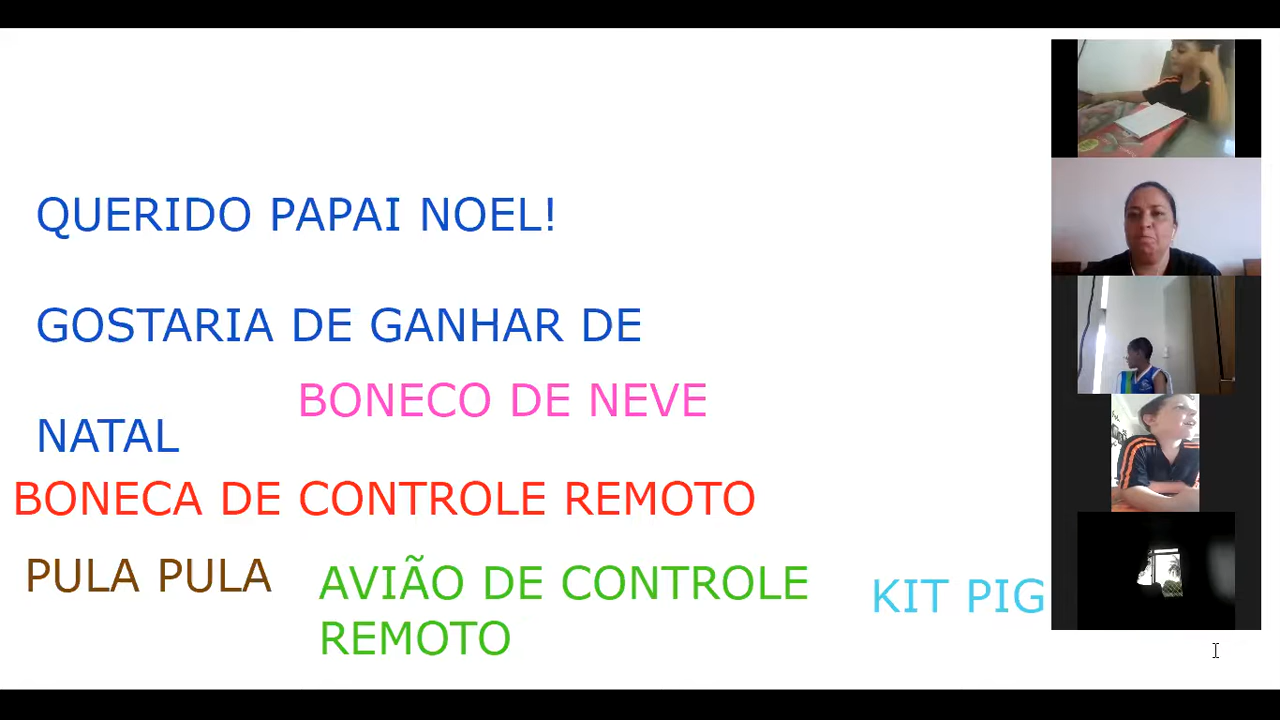 QUERIDO PAPAI NOEL!
GOSTARIA DE GANHAR DE
BONECO DE NEVE
NATAL
BONECA DE CONTROLE REMOTO
PULA PULA
AVIÃO DE CONTROLE
REMOTO
KIT PIG